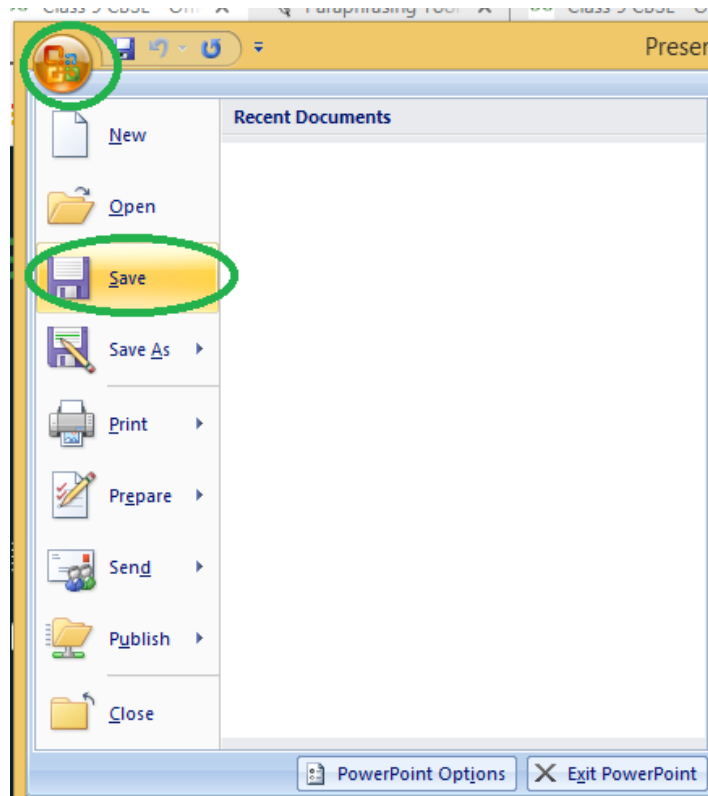 Class 9 CBSE
Paraphrasing Tool
Class 9 CBSE
Recent Documents
New
Open
Save
Save As
Print
Prepare
Send
Publish
Close
PowerPoint Options
Exit PowerPoint